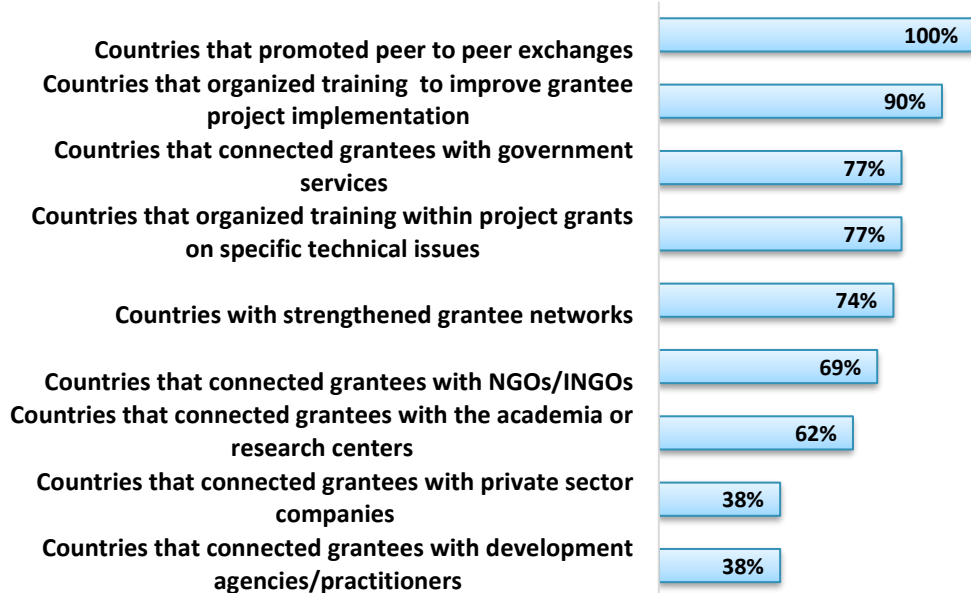 Countries that promoted peer to peer exchanges
100%
Countries that organized training to improve grantee
project implementation
90%
Countries that connected grantees with government
services
77%
Countries that organized training within project grants
on specific technical issues
77%
Countries with strengthened grantee networks
74%
Countries that connected grantees with NGOs/INGOs
69%
Countries that connected grantees with the academia or
research centers
62%
Countries that connected grantees with private sector
companies
38%
Countries that connected grantees with development
agencies/practitioners
38%